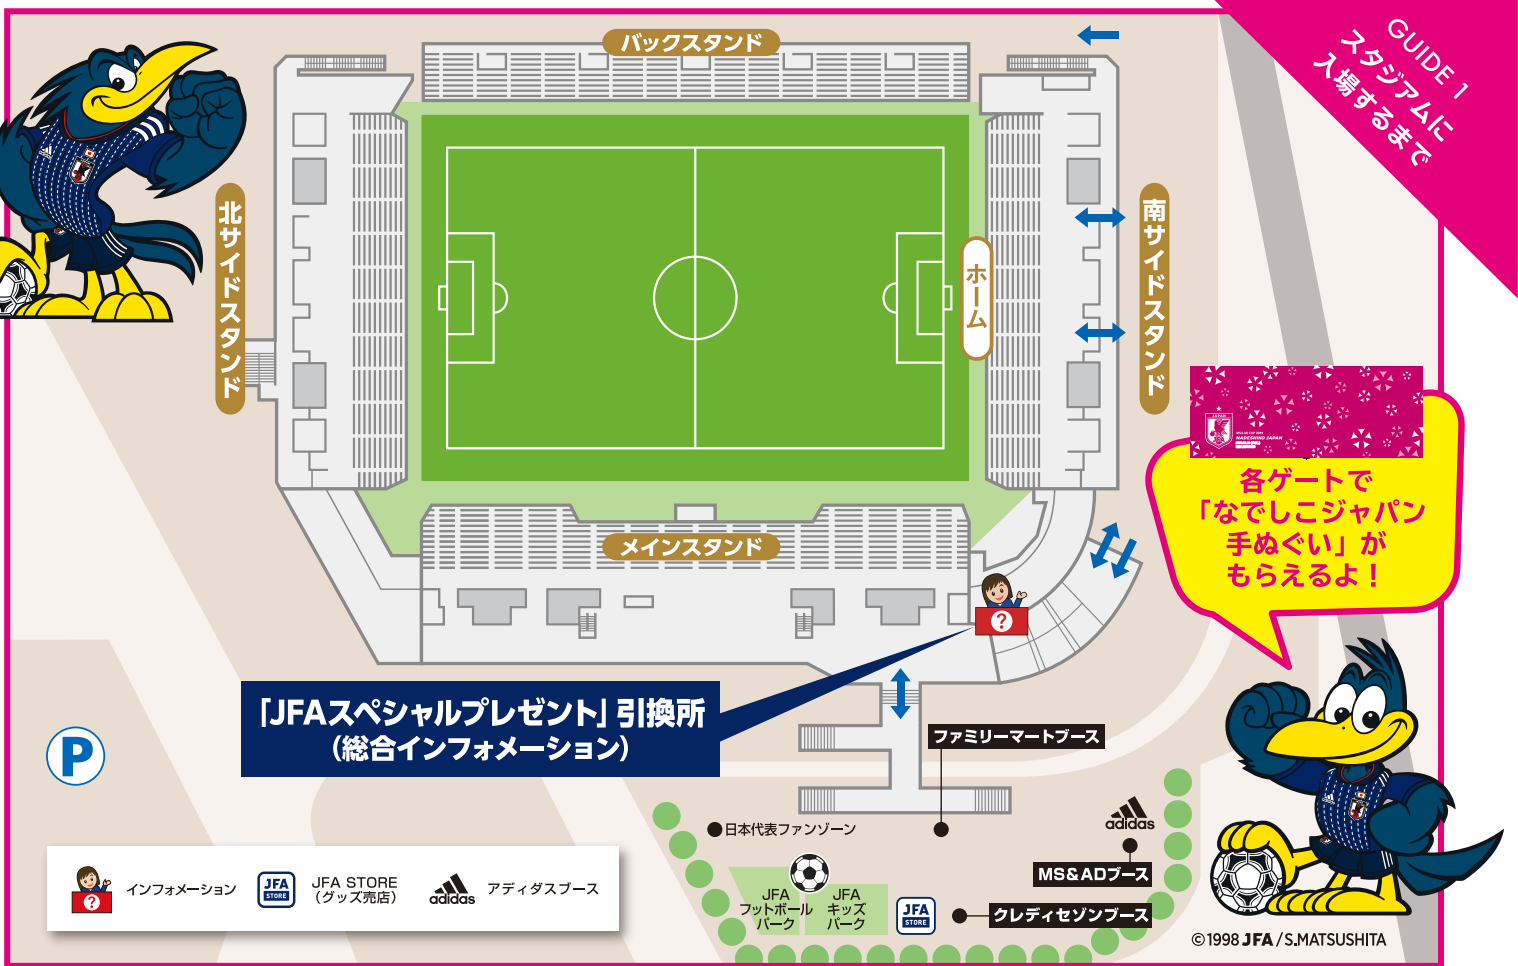 GUIDE 1
スタジアムに
入場するまで
バックスタンド
北サイドスタンド
南サイドスタンド
ホーム
メインスタンド
JAPAN
NADESHIKO JAPAN
各ゲートで
「なでしこジャパン
手ぬぐい」が
もらえるよ!
?
「JFAスペシャルプレゼント」引換所
(総合インフォメーション)
P
ファミリーマートブース
日本代表ファンゾーン
adidas
MS&ADブース
JFA
フットボール
パーク
JFA
キッズ
パーク
JFA
STORE
クレディセゾンブース
?
インフォメーション
JFA
STORE
JFA STORE
(グッズ売店)
adidas
アディダスブース
©1998 JFA/S.MATSUSHITA